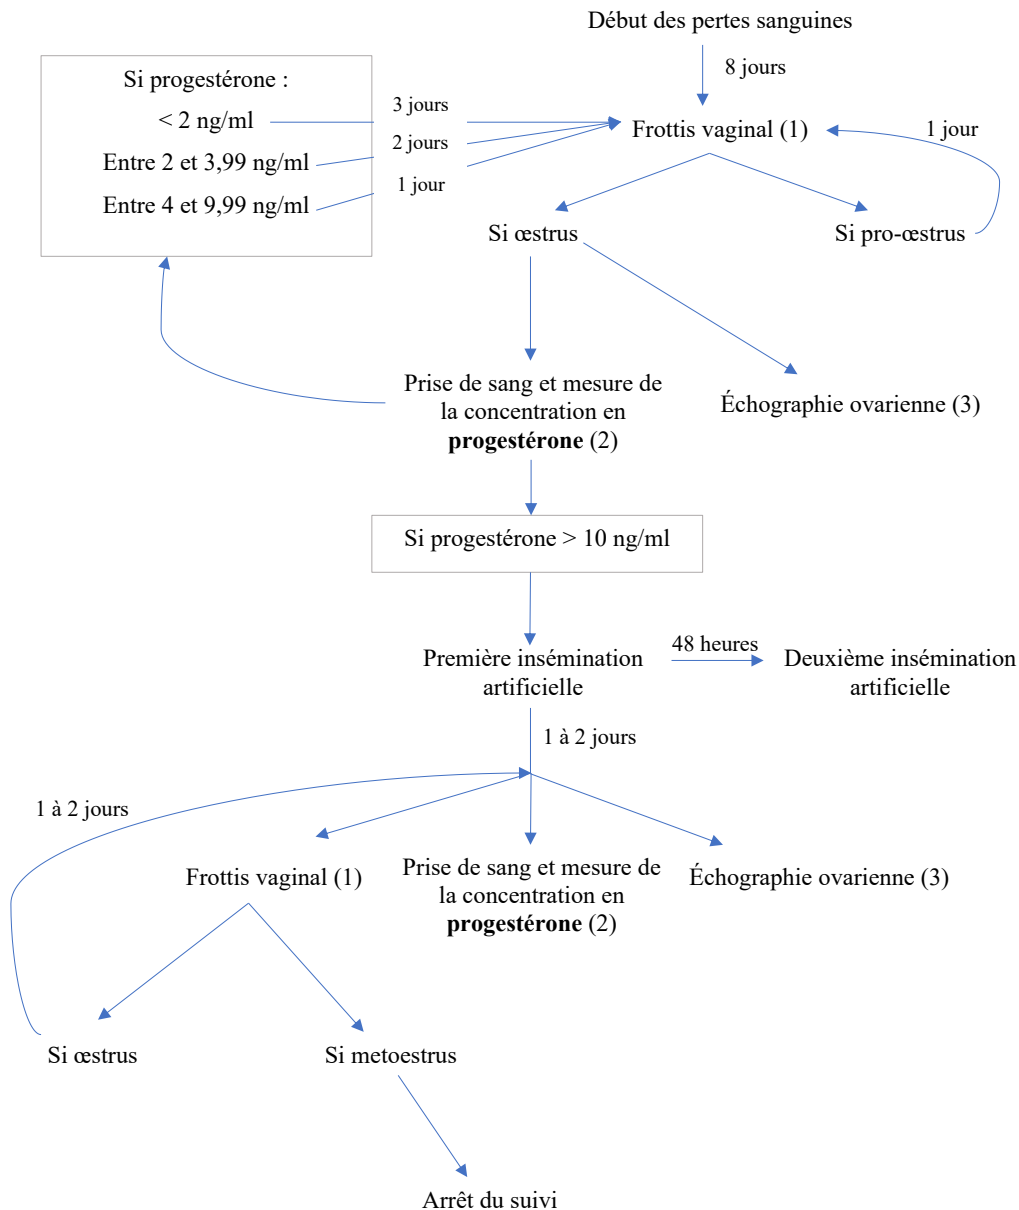 Début des pertes sanguines
8 jours
Si progestérone :
< 2 ng/ml
Entre 2 et 3,99 ng/ml
Entre 4 et 9,99 ng/ml
3 jours
2 jours
1 jour
Frottis vaginal (1)
1 jour
Si œstrus
Si pro-œstrus
Prise de sang et mesure de
la concentration en
progestérone (2)
Échographie ovarienne (3)
Si progestérone > 10 ng/ml
Première insémination
artificielle
48 heures
Deuxième insémination
artificielle
1 à 2 jours
1 à 2 jours
Frottis vaginal (1)
Prise de sang et mesure de
la concentration en
progestérone (2)
Échographie ovarienne (3)
Si œstrus
Si metoestrus
Arrêt du suivi